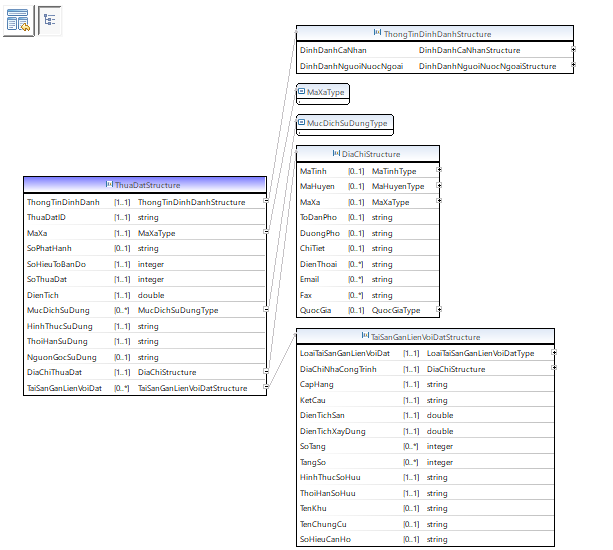 ThongTinDinhDanhStructure
DinhDanhCaNhan DinhDanhCaNhanStructure
DinhDanhNguoiNuocNgoai DinhDanhNguoiNuocNgoaiStructure
MaXaType
MucDichSuDungType
DiaChiStructure
MaTinh [0..1] MaTinhType
MaHuyen [0..1] MaHuyenType
MaXa [0..1] MaXaType
ToDanPho [0..1] string
DuongPho [0..1] string
ChiTiet [0..1] string
DienThoai [0..*] string
Email [0..*] string
Fax [0..*] string
QuocGia [0..1] QuocGiaType
ThuaDatStructure
ThongTinDinhDanh [1..1] ThongTinDinhDanhStructure
ThuaDatID [1..1] string
MaXa [1..1] MaXaType
SoPhatHanh [0..1] string
SoHieuToBanDo [1..1] integer
SoThuaDat [1..1] integer
DienTich [1..1] double
MucDichSuDung [0..*] MucDichSuDungType
HinhThucSuDung [1..1] string
ThoiHanSuDung [1..1] string
NguonGocSuDung [0..1] string
DiaChiThuaDat [1..1] DiaChiStructure
TaiSanGanLienVoiDat [0..*] TaiSanGanLienVoiDatStructure
TaiSanGanLienVoiDatStructure
LoaiTaiSanGanLienVoiDat [1..1] LoaiTaiSanGanLienVoiDatType
DiaChiNhaCongTrinh [1..1] DiaChiStructure
CapHang [1..1] string
KetCau [1..1] string
DienTichSan [1..1] double
DienTichXayDung [1..1] double
SoTang [0..*] integer
TangSo [0..*] integer
HinhThucSoHuu [1..1] string
ThoiHanSoHuu [1..1] string
TenKhu [0..1] string
TenChungCu [0..1] string
SoHieuCanHo [0..1] string